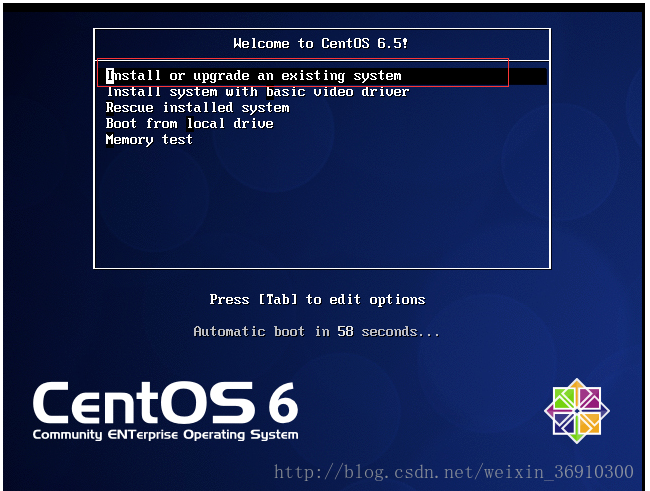 Welcome to CentOS 6.5!
Install or upgrade an existing system
Install system with basic video driver
Rescue installed system
Boot from local drive
Memory test
Press [Tab] to edit options
Automatic boot in 58 seconds...
CentOS 6
Community ENTerprise Operating System
http://blog.csdn.net/weixin_36910300